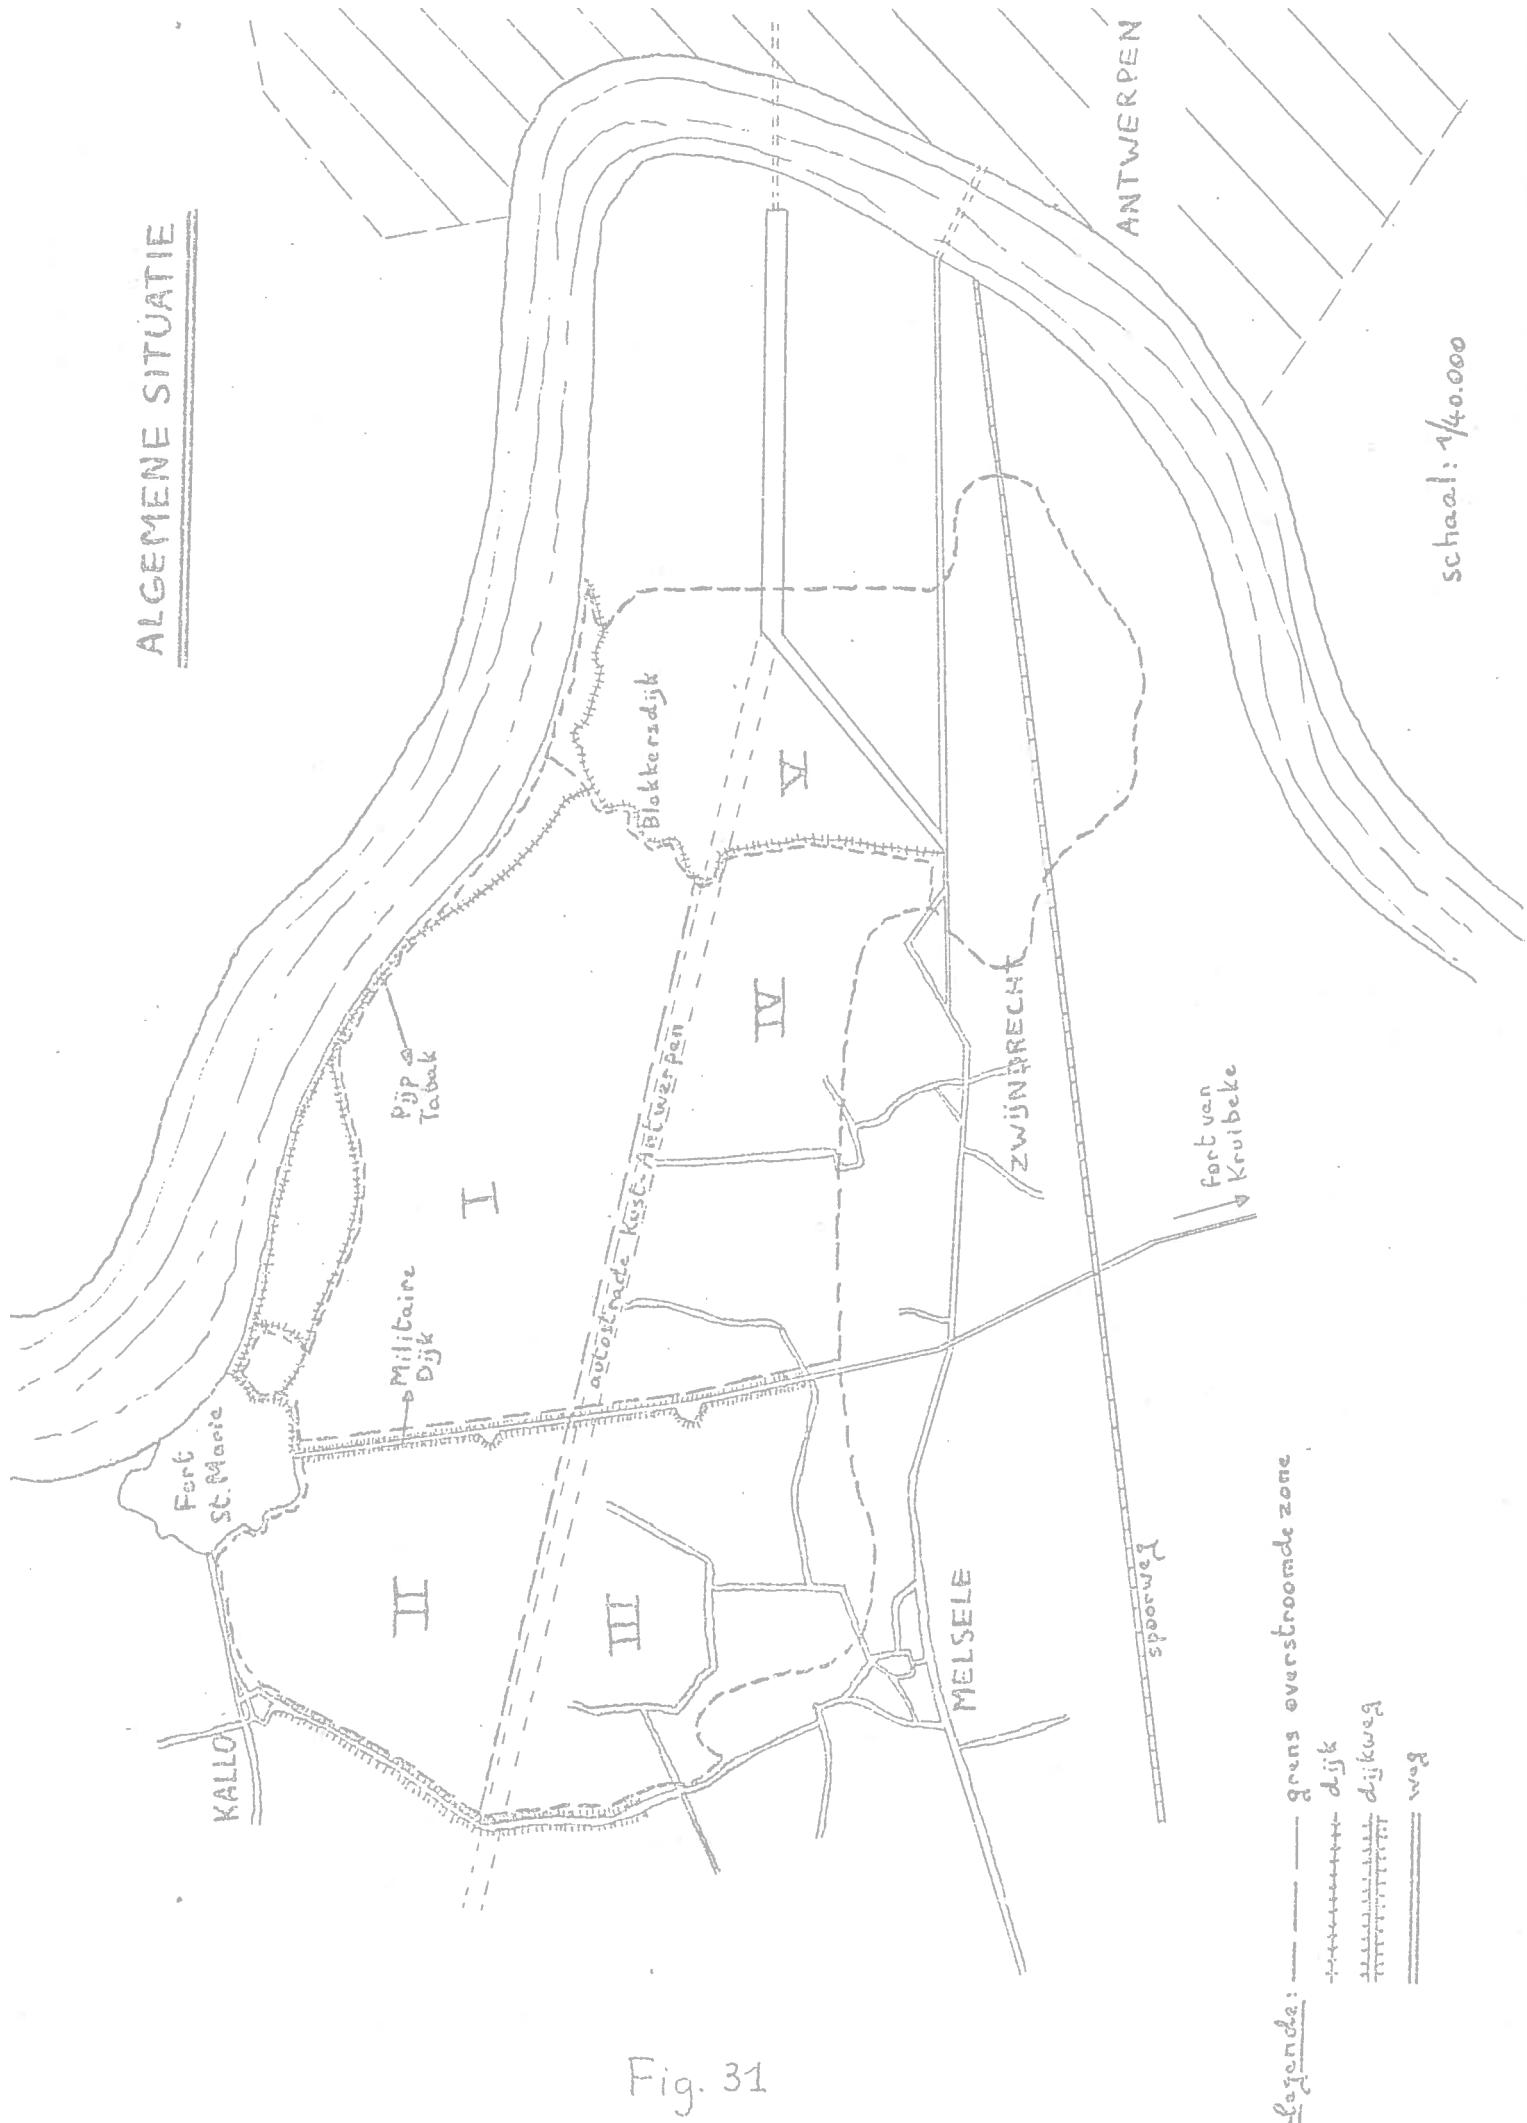 ALGEMENE SITUATIE
ANTWERPEN
schaal: 1/40.000
Blokkersdijk
V
IV
Pijp
Tabak
I
Militaire
Dijk
autostrade Kust-Antwerpen
ZWIJNDRECHT
fort van
Kruibeke
Fort
St. Marie
II
III
KALLO
MELSELE
spoorweg
legende:
grens overstroomde zone
dijk
dijkweg
weg
Fig. 31